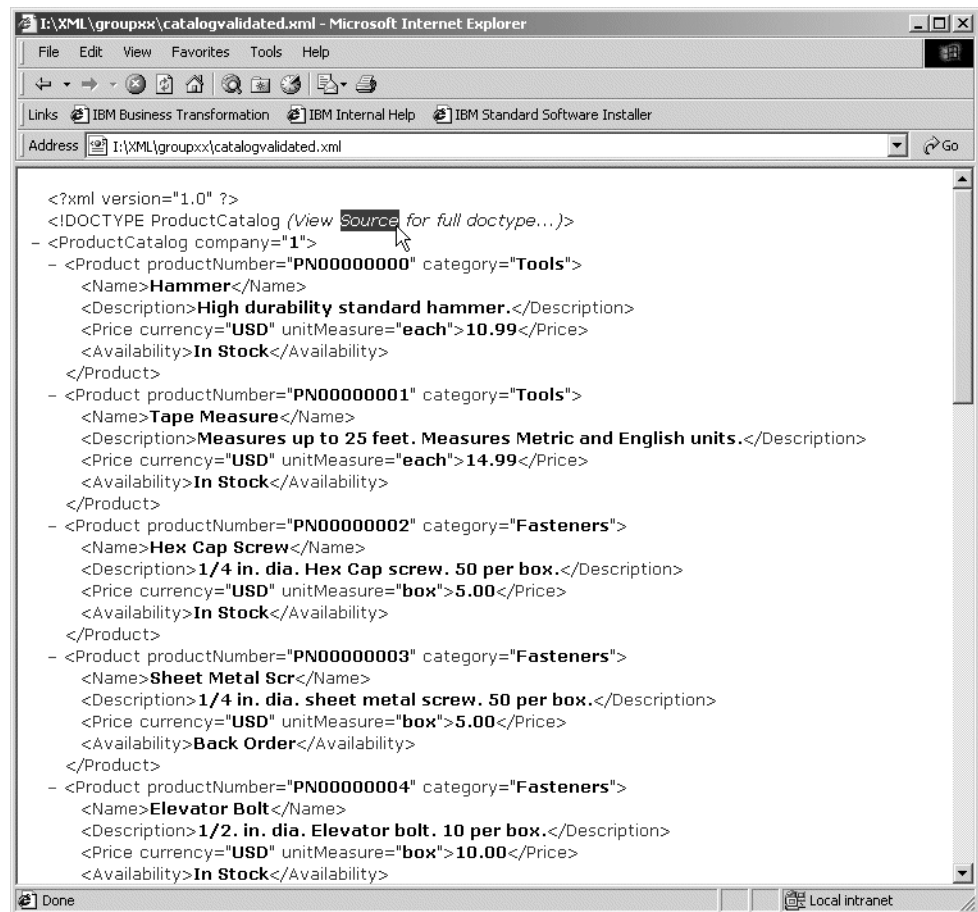 I:\XML\groupxx\catalogvalidated.xml - Microsoft Internet Explorer
File Edit View Favorites Tools Help
Links IBM Business Transformation IBM Internal Help IBM Standard Software Installer
Address I:\XML\groupxx\catalogvalidated.xml Go
<?xml version="1.0" ?>
<!DOCTYPE ProductCatalog (View Source for full doctype...)>
- <ProductCatalog company="1">
- <Product productNumber="PN00000000" category="Tools">
<Name>Hammer</Name>
<Description>High durability standard hammer.</Description>
<Price currency="USD" unitMeasure="each">10.99</Price>
<Availability>In Stock</Availability>
</Product>
- <Product productNumber="PN00000001" category="Tools">
<Name>Tape Measure</Name>
<Description>Measures up to 25 feet. Measures Metric and English units.</Description>
<Price currency="USD" unitMeasure="each">14.99</Price>
<Availability>In Stock</Availability>
</Product>
- <Product productNumber="PN00000002" category="Fasteners">
<Name>Hex Cap Screw</Name>
<Description>1/4 in. dia. Hex Cap screw. 50 per box.</Description>
<Price currency="USD" unitMeasure="box">5.00</Price>
<Availability>In Stock</Availability>
</Product>
- <Product productNumber="PN00000003" category="Fasteners">
<Name>Sheet Metal Scr</Name>
<Description>1/4 in. dia. sheet metal screw. 50 per box.</Description>
<Price currency="USD" unitMeasure="box">5.00</Price>
<Availability>Back Order</Availability>
</Product>
- <Product productNumber="PN00000004" category="Fasteners">
<Name>Elevator Bolt</Name>
<Description>1/2. in. dia. Elevator bolt. 10 per box.</Description>
<Price currency="USD" unitMeasure="box">10.00</Price>
<Availability>In Stock</Availability>
Done Local intranet